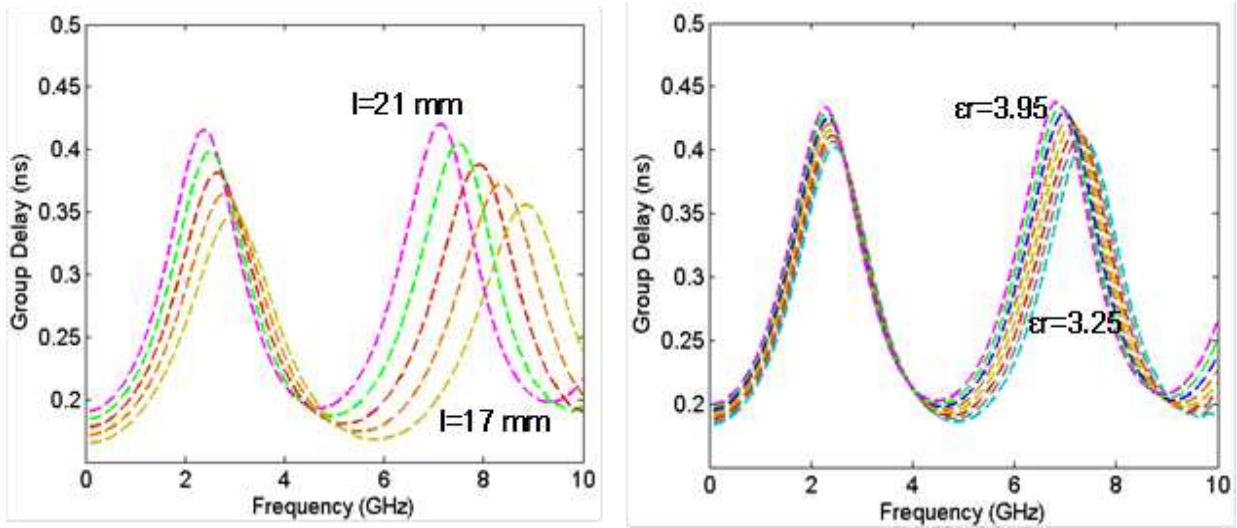 0.5
0.45
0.4
0.35
0.3
0.25
0.2
Group Delay (ns)
l=21 mm
l=17 mm
0 2 4 6 8 10
Frequency (GHz)
0.5
0.45
0.4
0.35
0.3
0.25
0.2
Group Delay (ns)
εr=3.95
εr=3.25
0 2 4 6 8 10
Frequency (GHz)